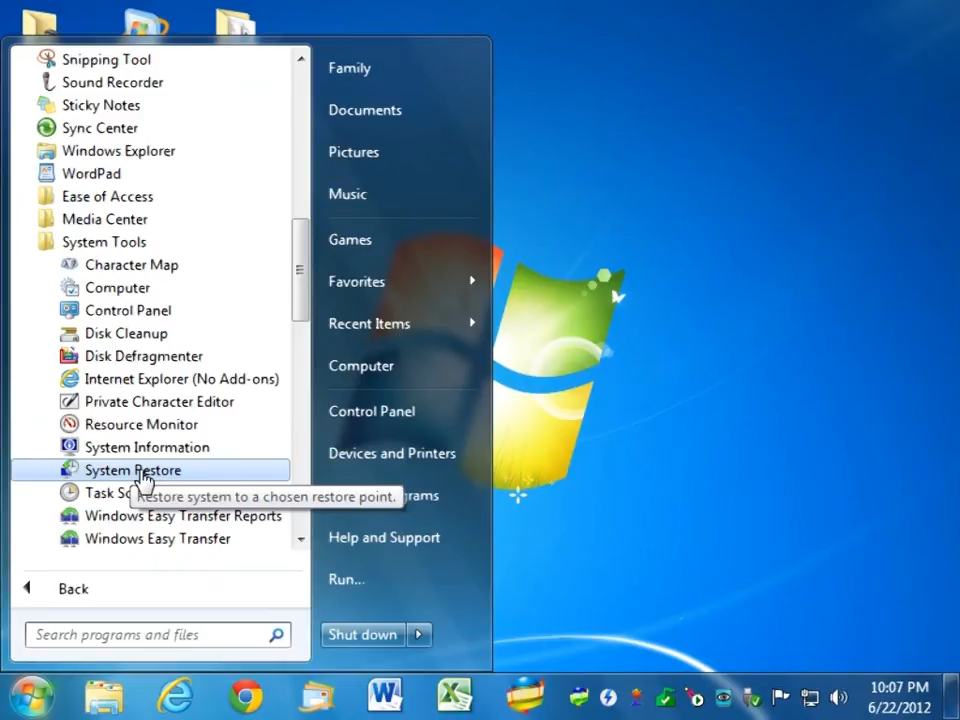 Snipping Tool
Sound Recorder
Sticky Notes
Sync Center
Windows Explorer
WordPad
Ease of Access
Media Center
System Tools
Character Map
Computer
Control Panel
Disk Cleanup
Disk Defragmenter
Internet Explorer (No Add-ons)
Private Character Editor
Resource Monitor
System Information
System Restore
Task Sc
Restore system to a chosen restore point.
Windows Easy Transfer Reports
Windows Easy Transfer
Back
Search programs and files
Family
Documents
Pictures
Music
Games
Favorites
Recent Items
Computer
Control Panel
Devices and Printers
grams
Help and Support
Run...
Shut down
10:07 PM
6/22/2012